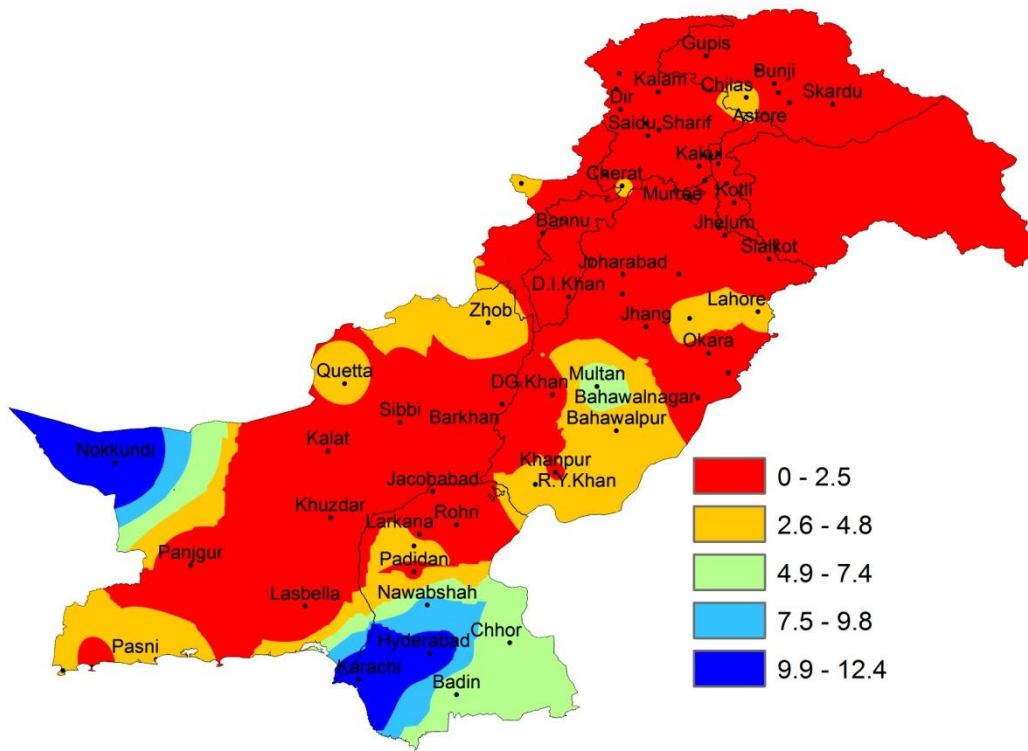 Gupis
Kalam
Bunji
Chilas
Skardu
Dir
Astore
Saidu Sharif
Kakul
Cherat
Murree
Kotli
Bannu
Jhelum
Sialkot
Joharabad
D.I.Khan
Lahore
Zhob
Jhang
Okara
Quetta
Multan
DG.Khan
Bahawalnagar
Sibbi
Barkhan
Bahawalpur
Kalat
Nokkundi
Khanpur
Jacobabad
R.Y.Khan
Khuzdar
Rohri
Larkana
Panjgur
Padidan
Lasbella
Nawabshah
Chhor
Pasni
Hyderabad
Karachi
Badin
0 - 2.5
2.6 - 4.8
4.9 - 7.4
7.5 - 9.8
9.9 - 12.4